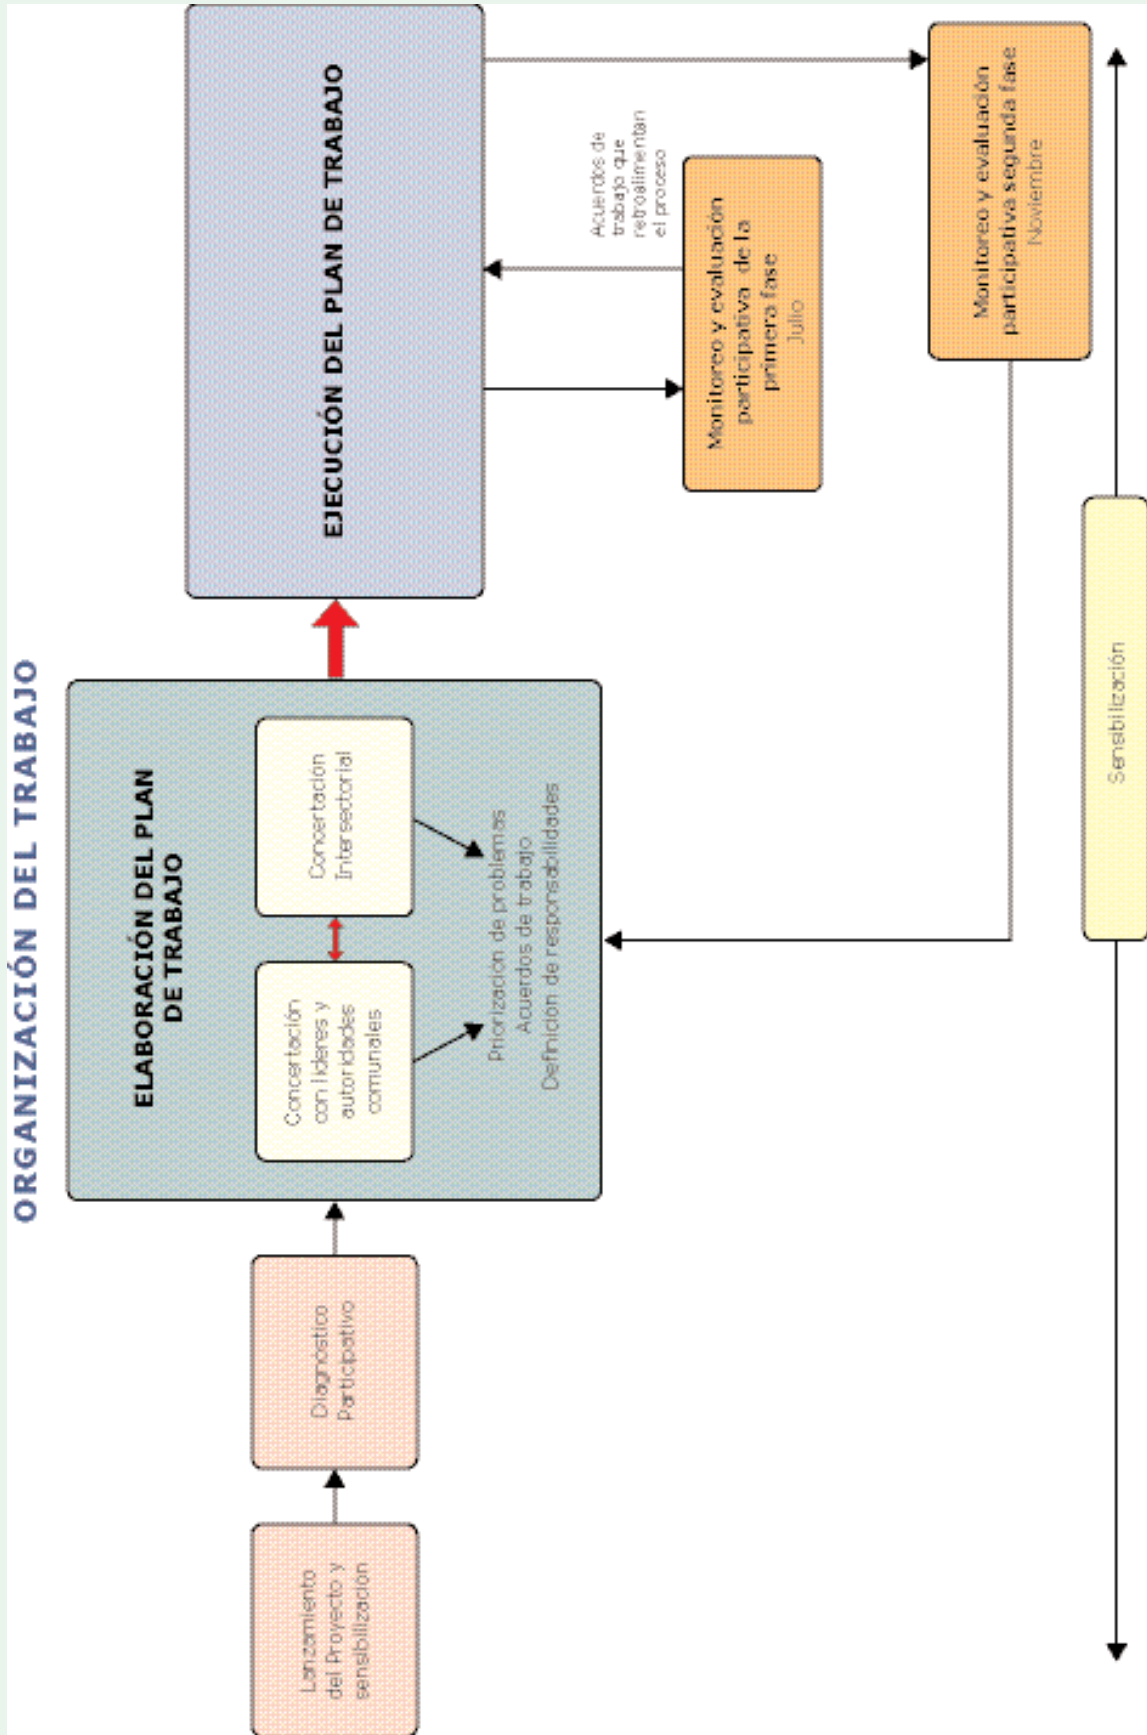 ORGANIZACIÓN DEL TRABAJO
Lanzamiento
del Proyecto y
sensibilización
Diagnóstico
Participativo
ELABORACIÓN DEL PLAN
DE TRABAJO
Concertación
con líderes y
autoridades
comunales
Concertación
Intersectorial
Priorización de problemas
Acuerdos de trabajo
Definición de responsabilidades
EJECUCIÓN DEL PLAN DE TRABAJO
Acuerdos de
trabajo que
retroalimentan
el proceso
Monitoreo y evaluación
participativa de la
primera fase
Julio
Monitoreo y evaluación
participativa segunda fase
Noviembre
Sensibilización